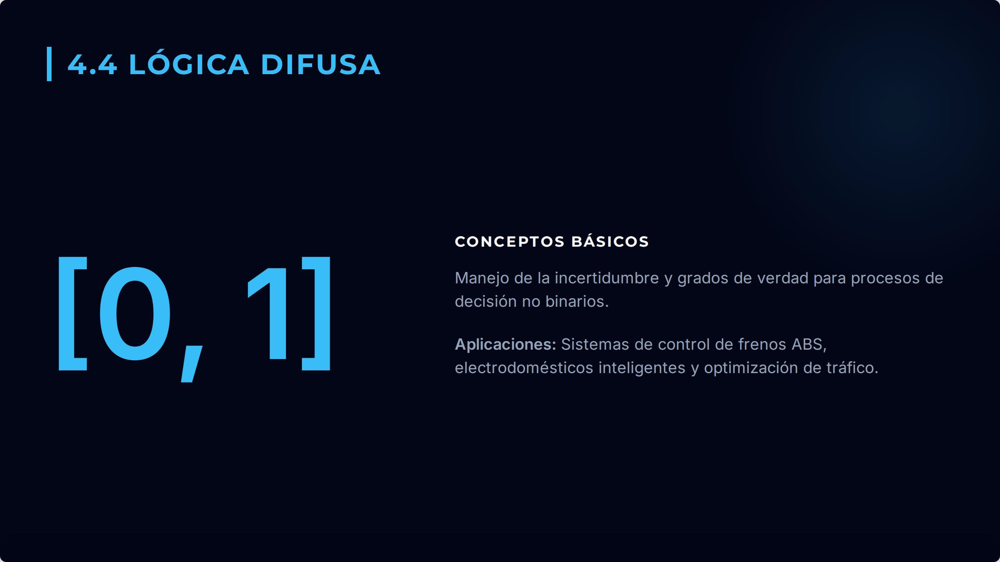 4.4 LÓGICA DIFUSA
[0, 1]
CONCEPTOS BÁSICOS
Manejo de la incertidumbre y grados de verdad para procesos de
decisión no binarios.
Aplicaciones: Sistemas de control de frenos ABS,
electrodomésticos inteligentes y optimización de tráfico.